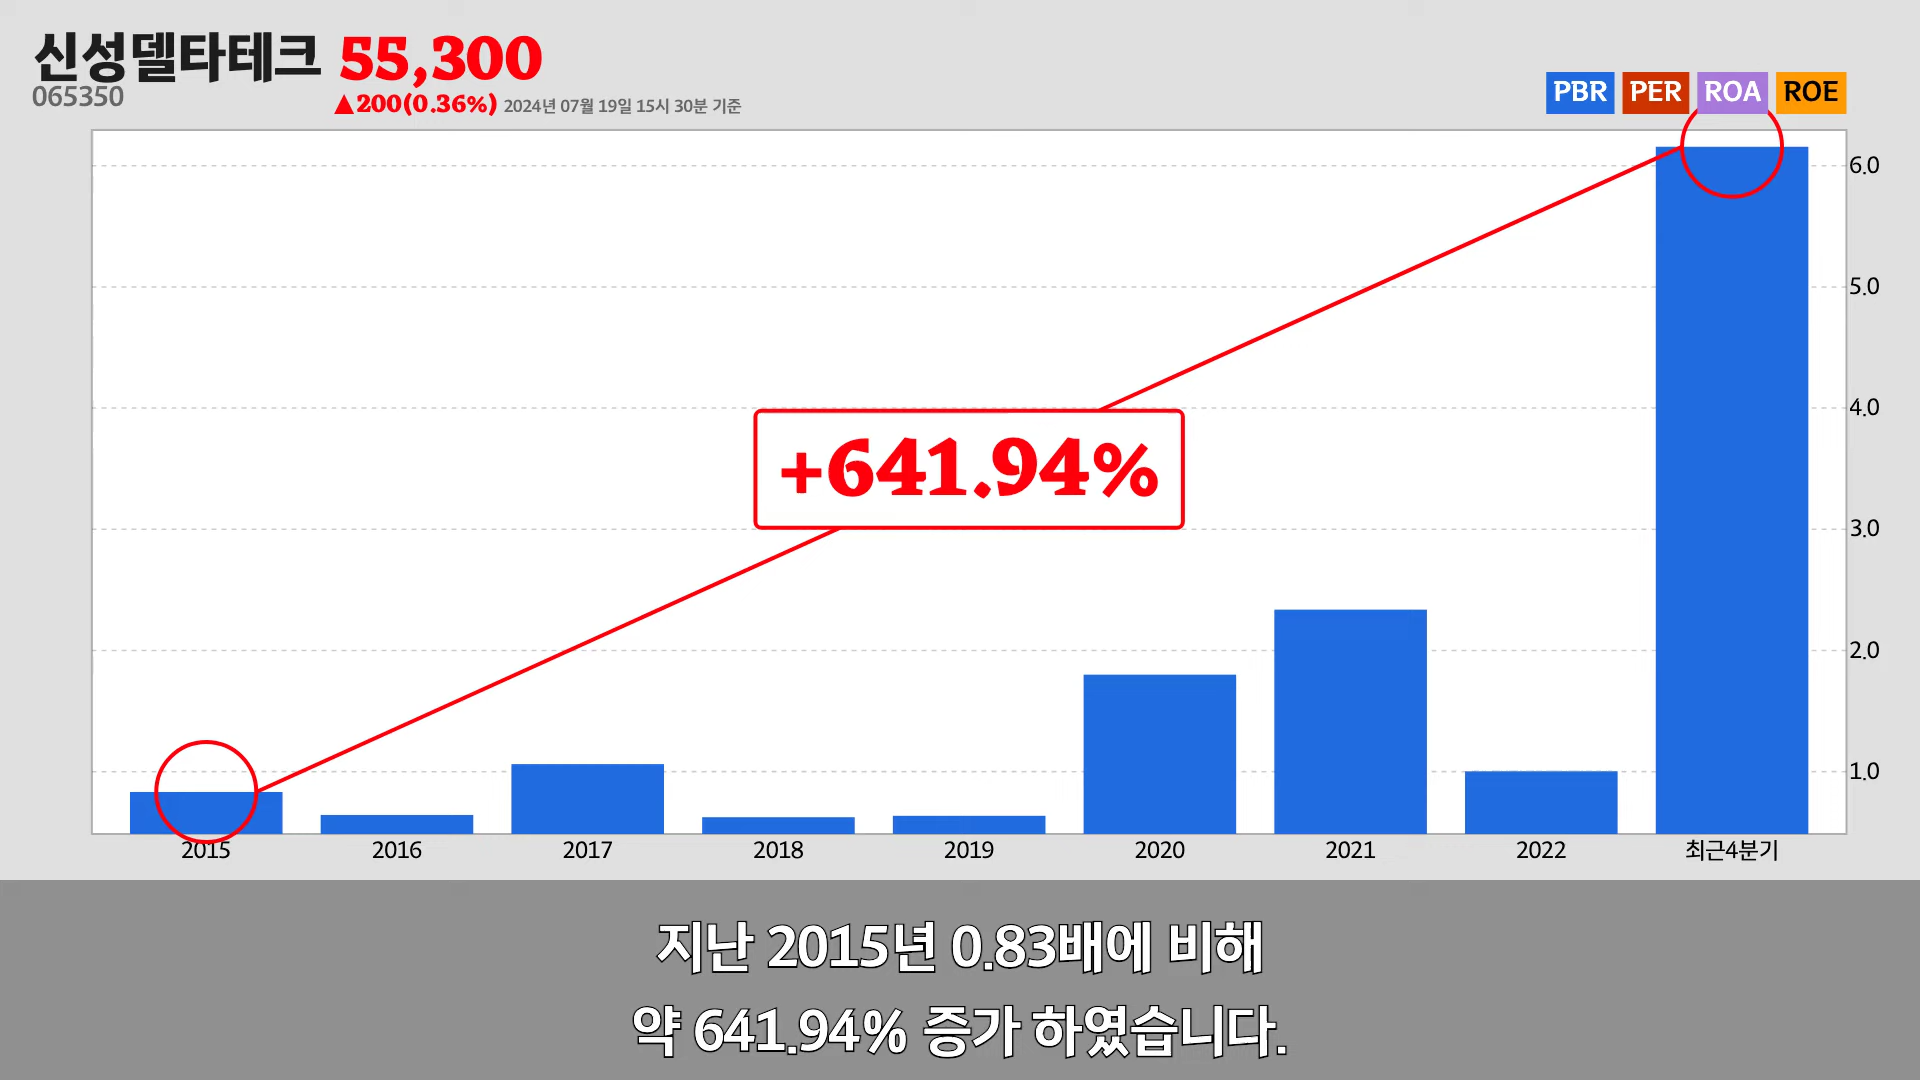 신성델타테크 55,300
065350
▲200(0.36%) 2024년 07월 19일 15시 30분 기준
PBR PER ROA ROE
6.0
5.0
4.0
+641.94%
3.0
2.0
1.0
2015 2016 2017 2018 2019 2020 2021 2022 최근4분기
지난 2015년 0.83배에 비해
약 641.94% 증가 하였습니다.